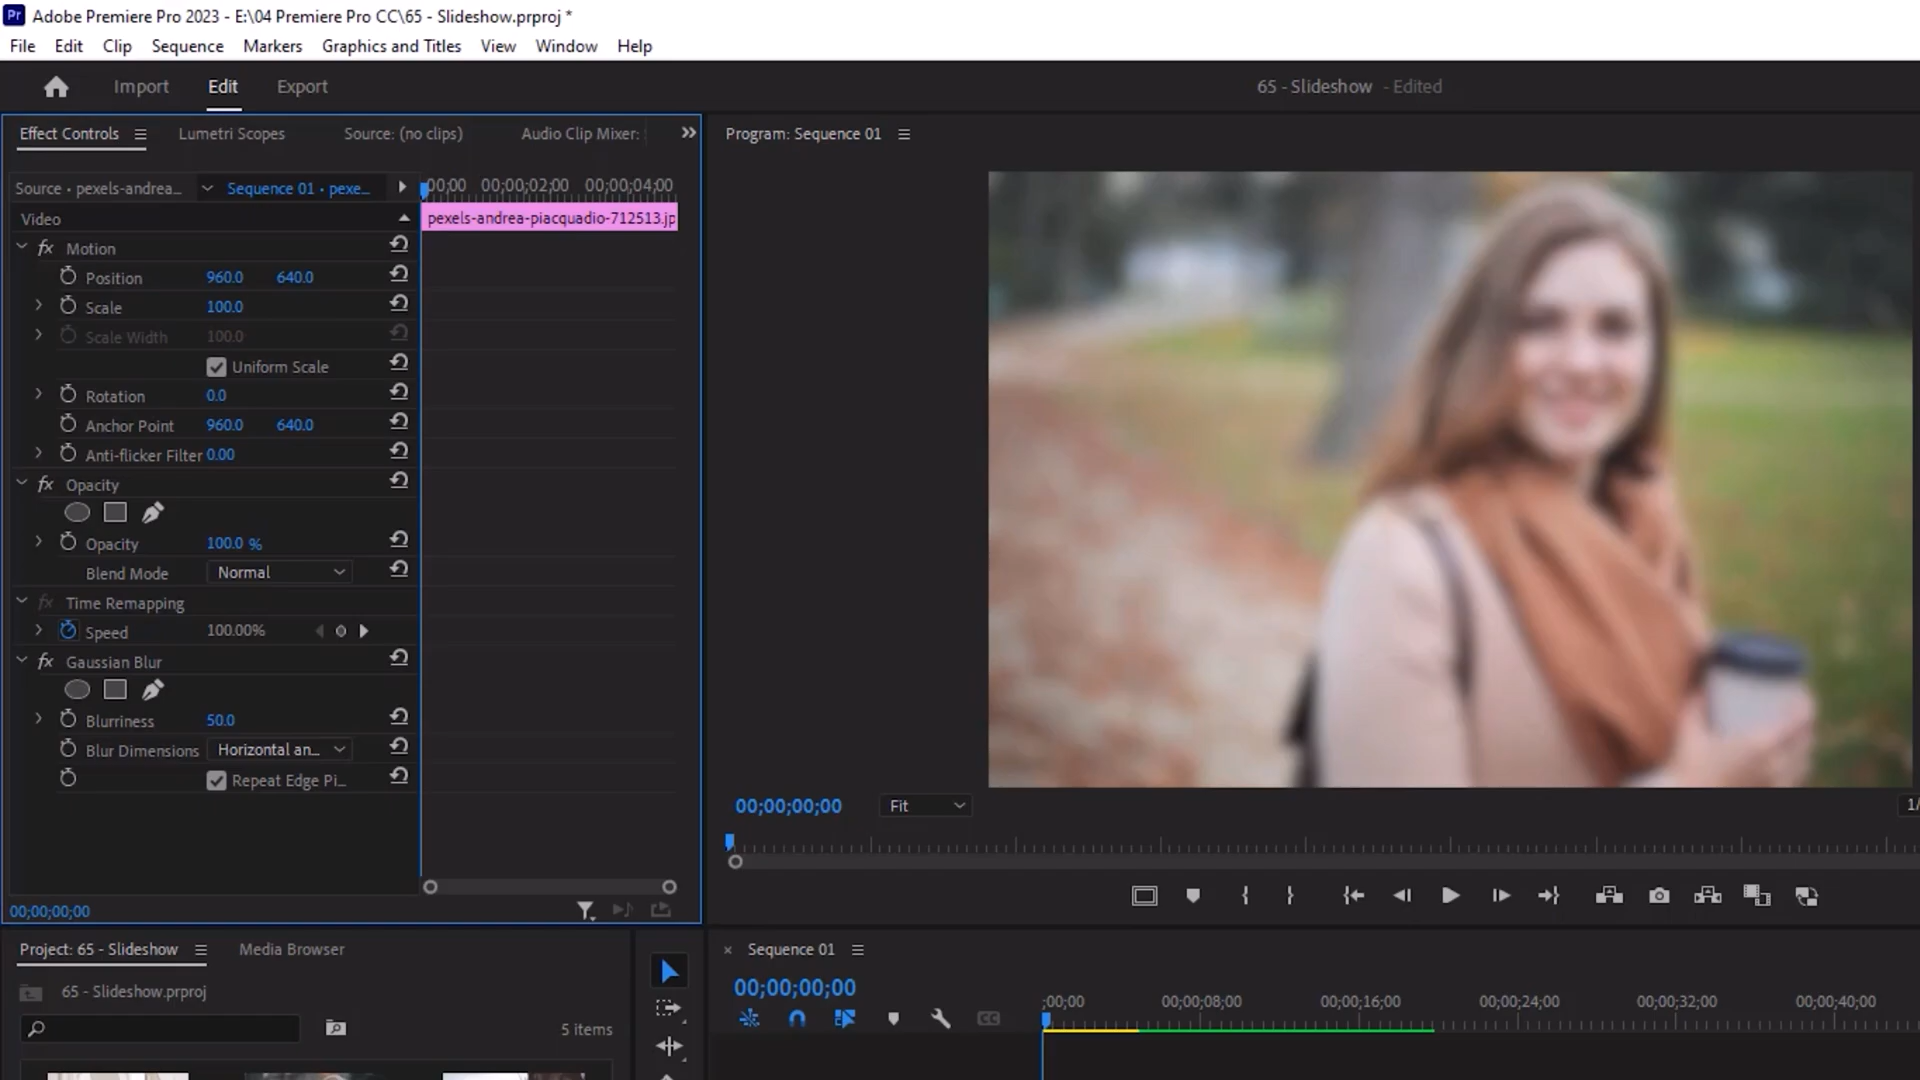 Pr Adobe Premiere Pro 2023 - E:\04 Premiere Pro CC\65 - Slideshow.prproj *
File Edit Clip Sequence Markers Graphics and Titles View Window Help
Import Edit Export 65 - Slideshow - Edited
Effect Controls Lumetri Scopes Source: (no clips) Audio Clip Mixer: Program: Sequence 01
Source • pexels-andrea... Sequence 01 • pexe... 00;00 00;00;02;00 00;00;04;00
Video pexels-andrea-piacquadio-712513.jp
fx Motion
Position 960.0 640.0
Scale 100.0
Scale Width 100.0
Uniform Scale
Rotation 0.0
Anchor Point 960.0 640.0
Anti-flicker Filter 0.00
fx Opacity
Opacity 100.0 %
Blend Mode Normal
fx Time Remapping
Speed 100.00%
fx Gaussian Blur
Blurriness 50.0
Blur Dimensions Horizontal an...
Repeat Edge Pi...
00;00;00;00 Fit 1/
00;00;00;00
Project: 65 - Slideshow Media Browser × Sequence 01
65 - Slideshow.prproj 00;00;00;00
;00;00 00;00;08;00 00;00;16;00 00;00;24;00 00;00;32;00 00;00;40;00
5 items CC